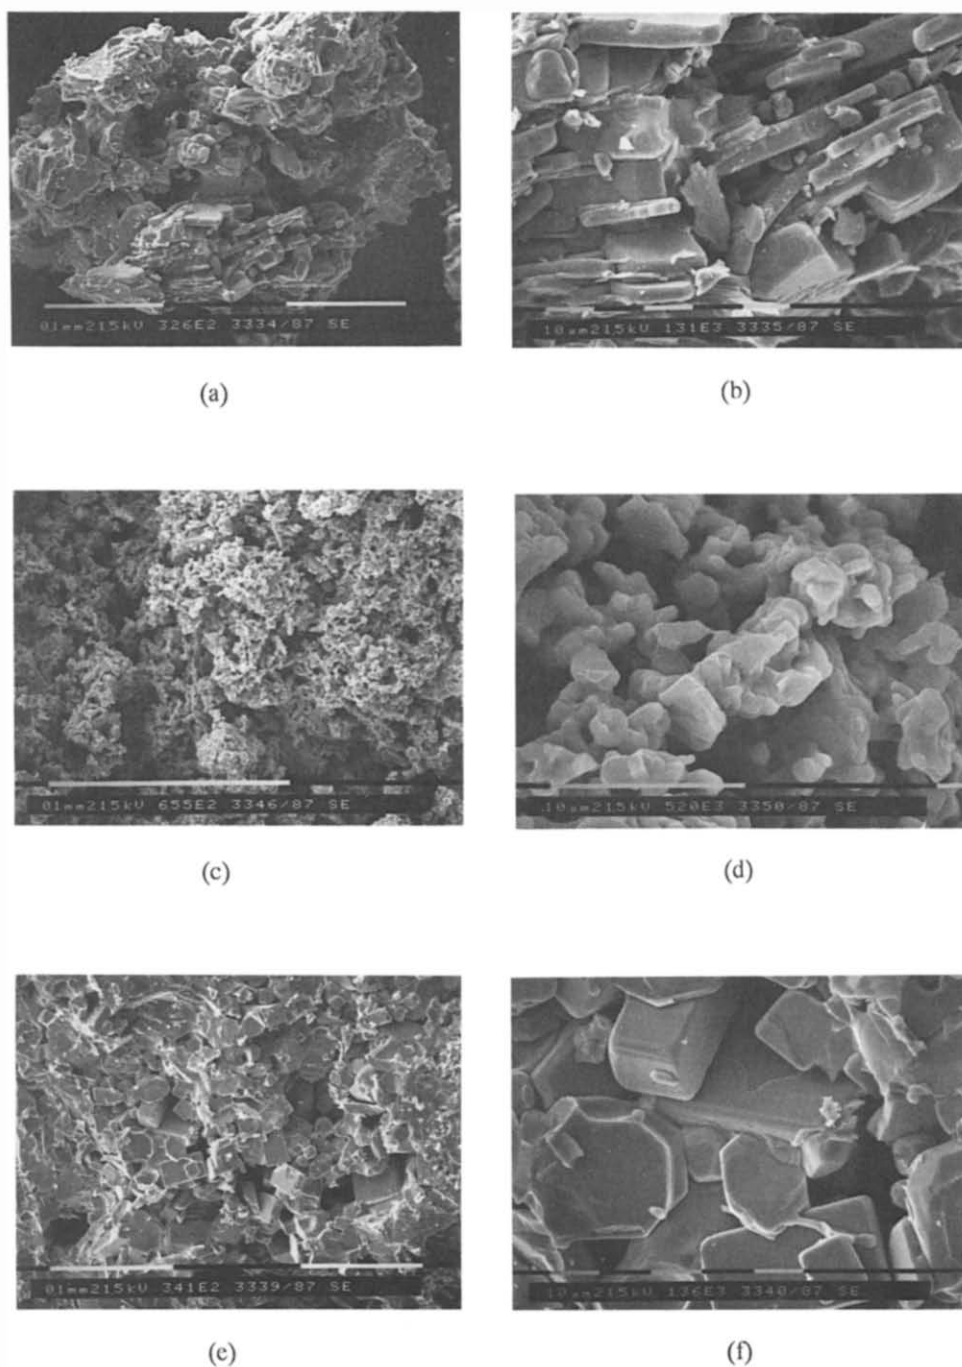 01mm215kV 326E2 3334/87 SE
10µm215kV 131E3 3335/87 SE
(a)
(b)
01mm215kV 655E2 3346/87 SE
10µm215kV 520E3 3350/87 SE
(c)
(d)
01mm215kV 341E2 3339/87 SE
10µm215kV 136E3 3340/87 SE
(e)
(f)